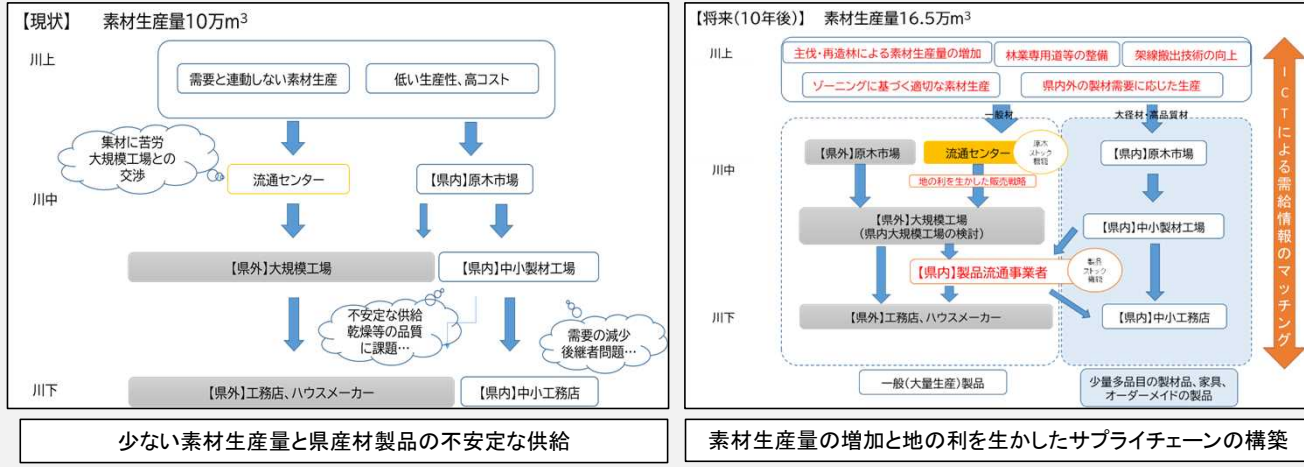 【現状】 素材生産量10万m³
川上
需要と連動しない素材生産
低い生産性、高コスト
集材に苦労
大規模工場との
交渉
流通センター
【県内】原木市場
川中
【県外】大規模工場
【県内】中小製材工場
不安定な供給
乾燥等の品質
に課題…
需要の減少
後継者問題…
川下
【県外】工務店、ハウスメーカー
【県内】中小工務店
少ない素材生産量と県産材製品の不安定な供給
【将来(10年後)】 素材生産量16.5万m³
川上
主伐・再造林による素材生産量の増加
林業専用道等の整備
架線搬出技術の向上
ゾーニングに基づく適切な素材生産
県内外の製材需要に応じた生産
一般材
大径材・高品質材
川中
【県外】原木市場
流通センター
原木
ストック
機能
【県内】原木市場
地の利を生かした販売戦略
【県外】大規模工場
(県内大規模工場の検討)
【県内】中小製材工場
【県内】製品流通事業者
製品
ストック
機能
川下
【県外】工務店、ハウスメーカー
【県内】中小工務店
一般(大量生産)製品
少量多品目の製材品、家具、
オーダーメイドの製品
ICTによる需給情報のマッチング
素材生産量の増加と地の利を生かしたサプライチェーンの構築